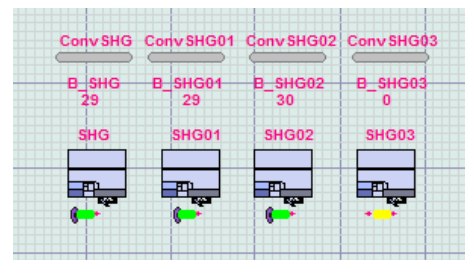 Conv SHG Conv SHG01 Conv SHG02 Conv SHG03
B_SHG B_SHG01 B_SHG02 B_SHG03
29 29 30 0
SHG SHG01 SHG02 SHG03